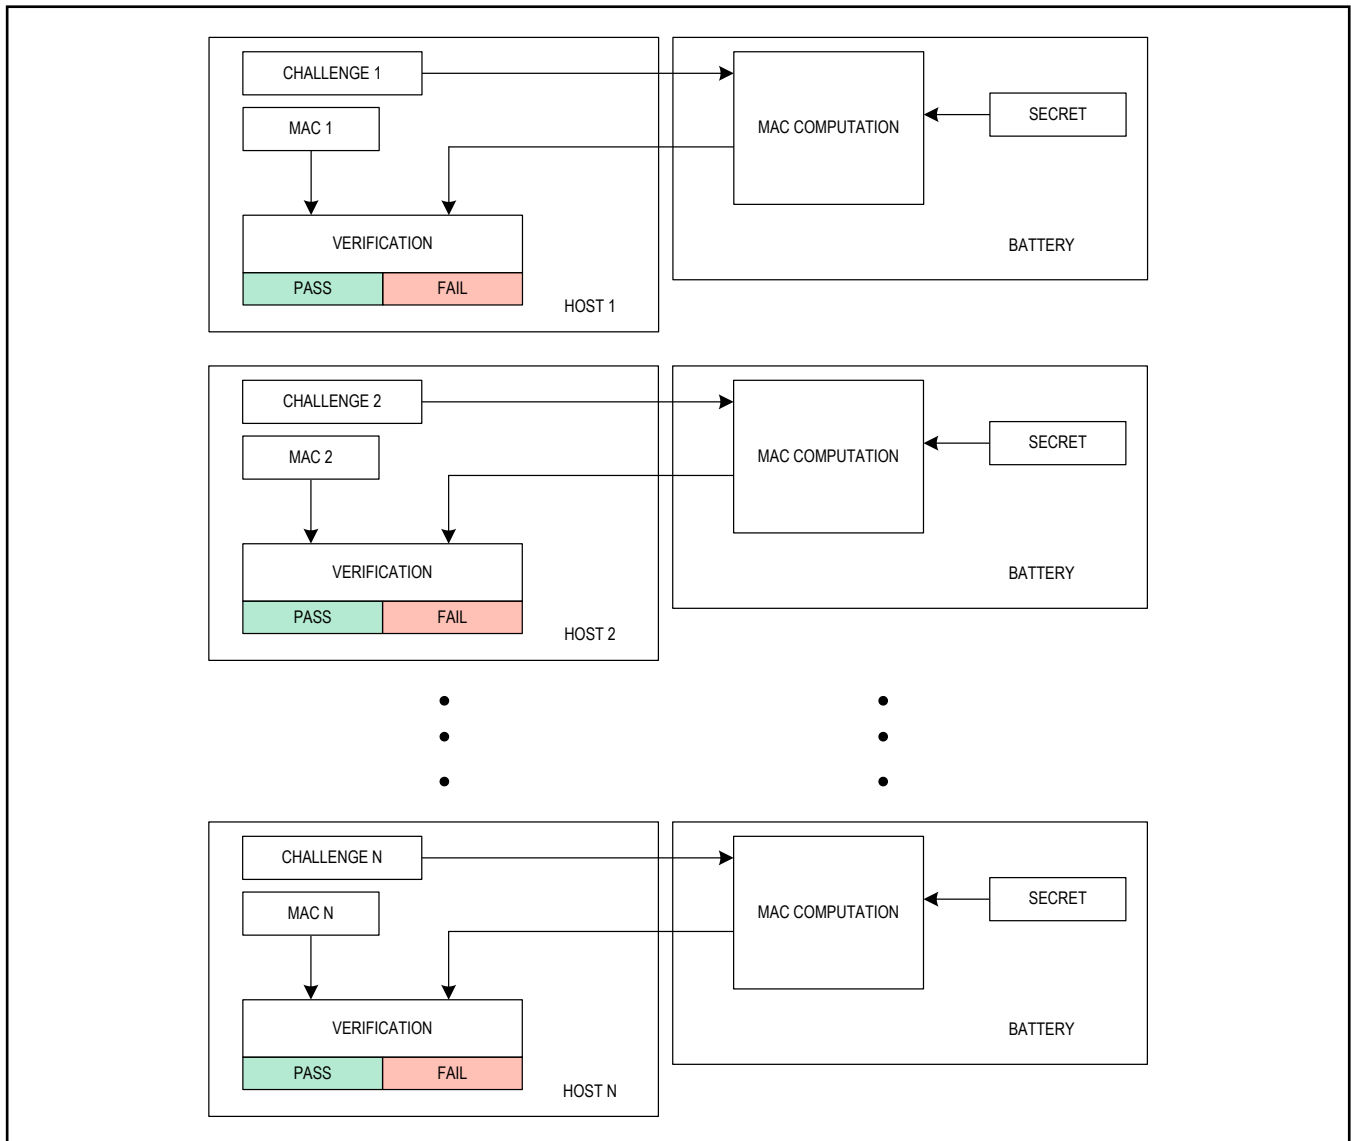 CHALLENGE 1
MAC 1
MAC COMPUTATION
SECRET
VERIFICATION
PASS FAIL
HOST 1
BATTERY
CHALLENGE 2
MAC 2
MAC COMPUTATION
SECRET
VERIFICATION
PASS FAIL
HOST 2
BATTERY
CHALLENGE N
MAC N
MAC COMPUTATION
SECRET
VERIFICATION
PASS FAIL
HOST N
BATTERY